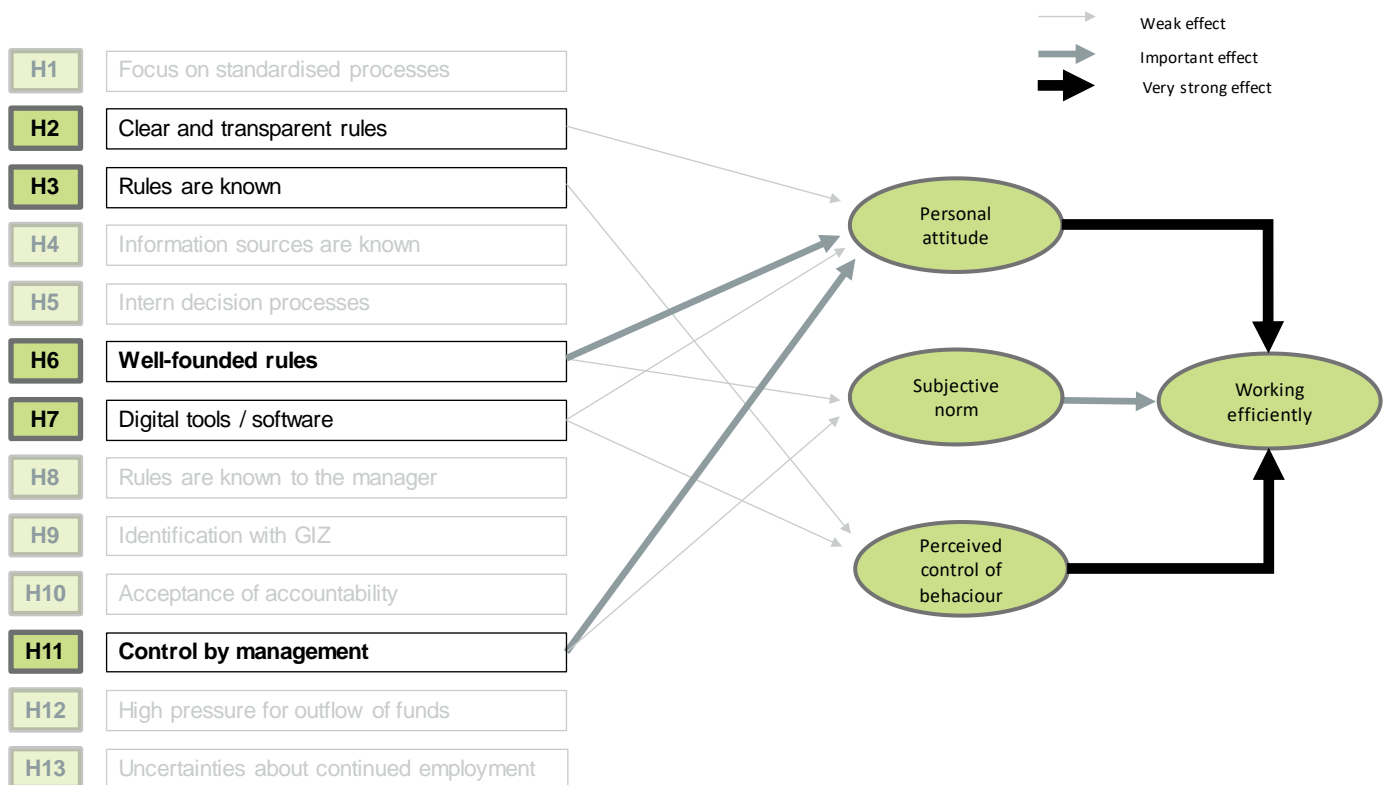 Weak effect
Important effect
Very strong effect
H1 Focus on standardised processes
H2 Clear and transparent rules
H3 Rules are known
H4 Information sources are known
H5 Intern decision processes
H6 Well-founded rules
H7 Digital tools / software
H8 Rules are known to the manager
H9 Identification with GIZ
H10 Acceptance of accountability
H11 Control by management
H12 High pressure for outflow of funds
H13 Uncertainties about continued employment
Personal
attitude
Subjective
norm
Perceived
control of
behaciour
Working
efficiently